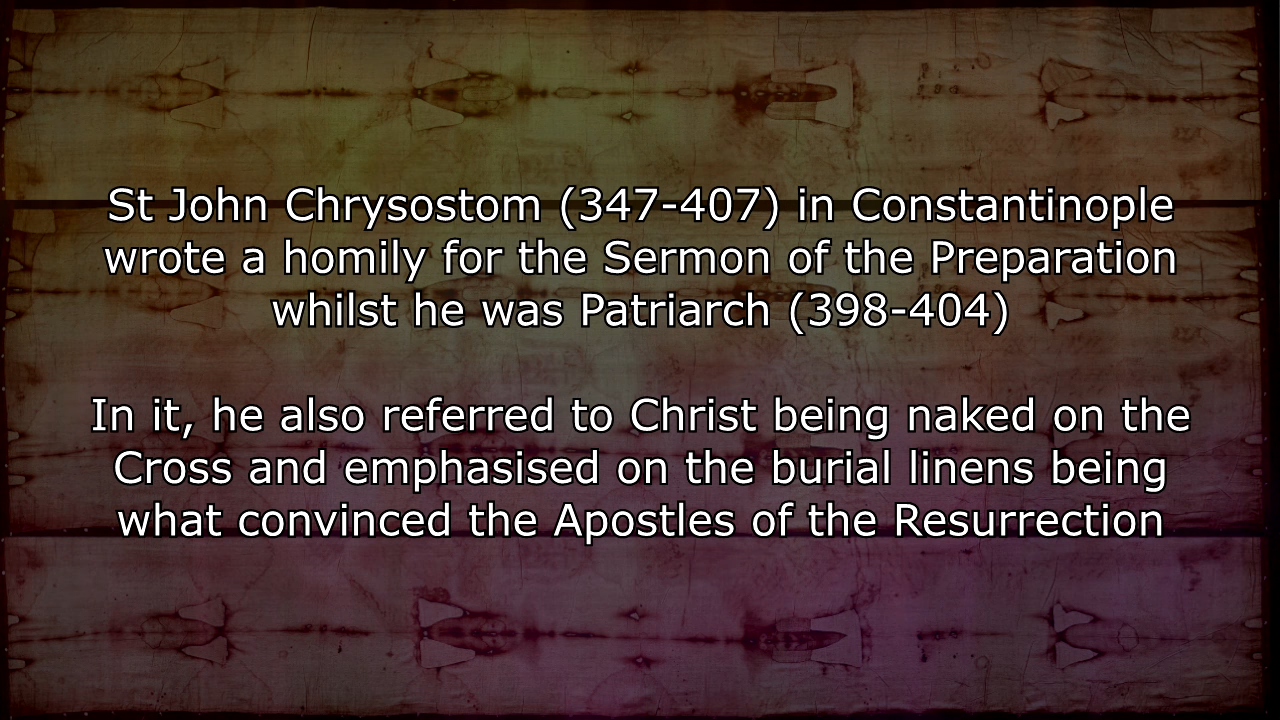 St John Chrysostom (347-407) in Constantinople
wrote a homily for the Sermon of the Preparation
whilst he was Patriarch (398-404)
In it, he also referred to Christ being naked on the
Cross and emphasised on the burial linens being
what convinced the Apostles of the Resurrection